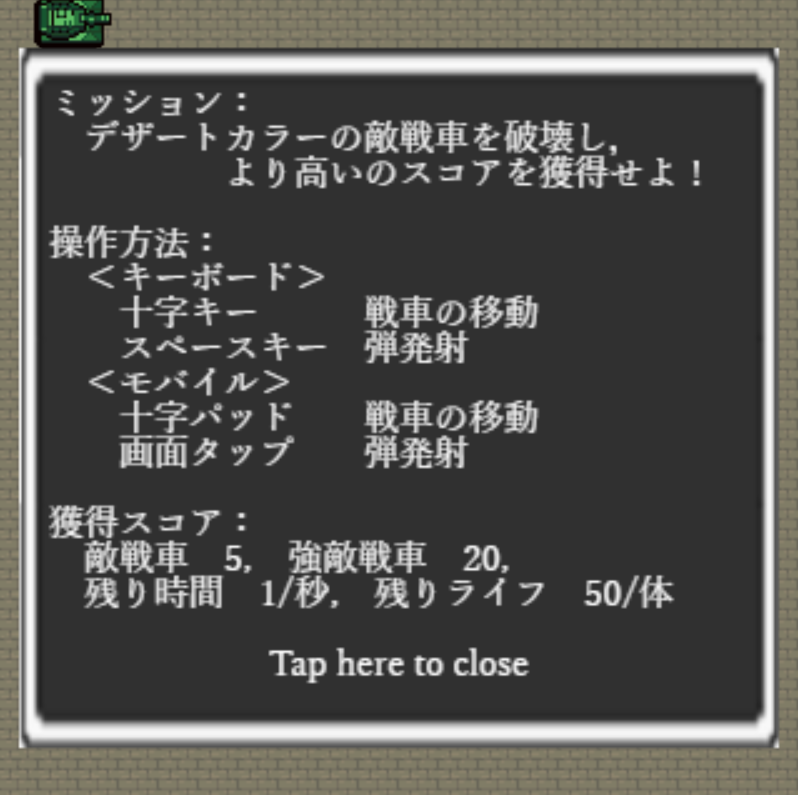 ミッション：
デザートカラーの敵戦車を破壊し,
より高いのスコアを獲得せよ！
操作方法：
＜キーボード＞
十字キー　戦車の移動
スペースキー　弾発射
＜モバイル＞
十字パッド　戦車の移動
画面タップ　弾発射
獲得スコア：
敵戦車　5,　強敵戦車　20,
残り時間　1/秒,　残りライフ　50/体
Tap here to close